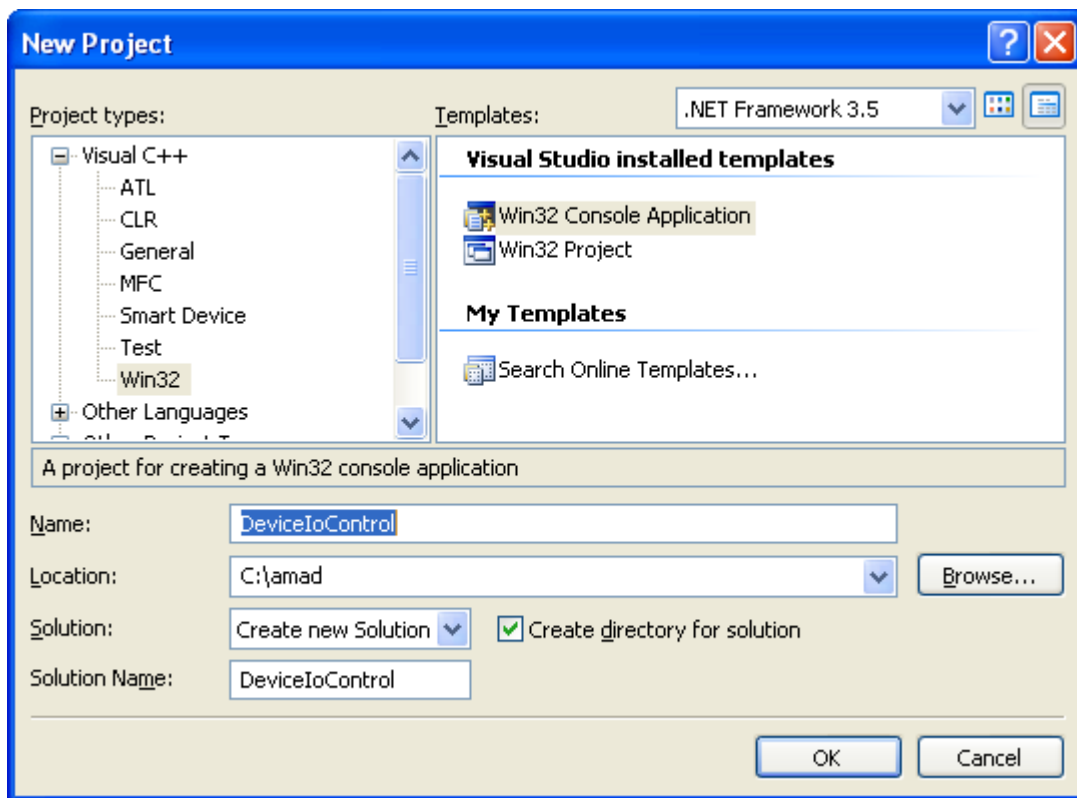 New Project
Project types:
Templates:
.NET Framework 3.5
Visual C++
ATL
CLR
General
MFC
Smart Device
Test
Win32
Other Languages
Visual Studio installed templates
Win32 Console Application
Win32 Project
My Templates
Search Online Templates...
A project for creating a Win32 console application
Name:
DeviceIoControl
Location:
C:\amad
Browse...
Solution:
Create new Solution
Create directory for solution
Solution Name:
DeviceIoControl
OK
Cancel